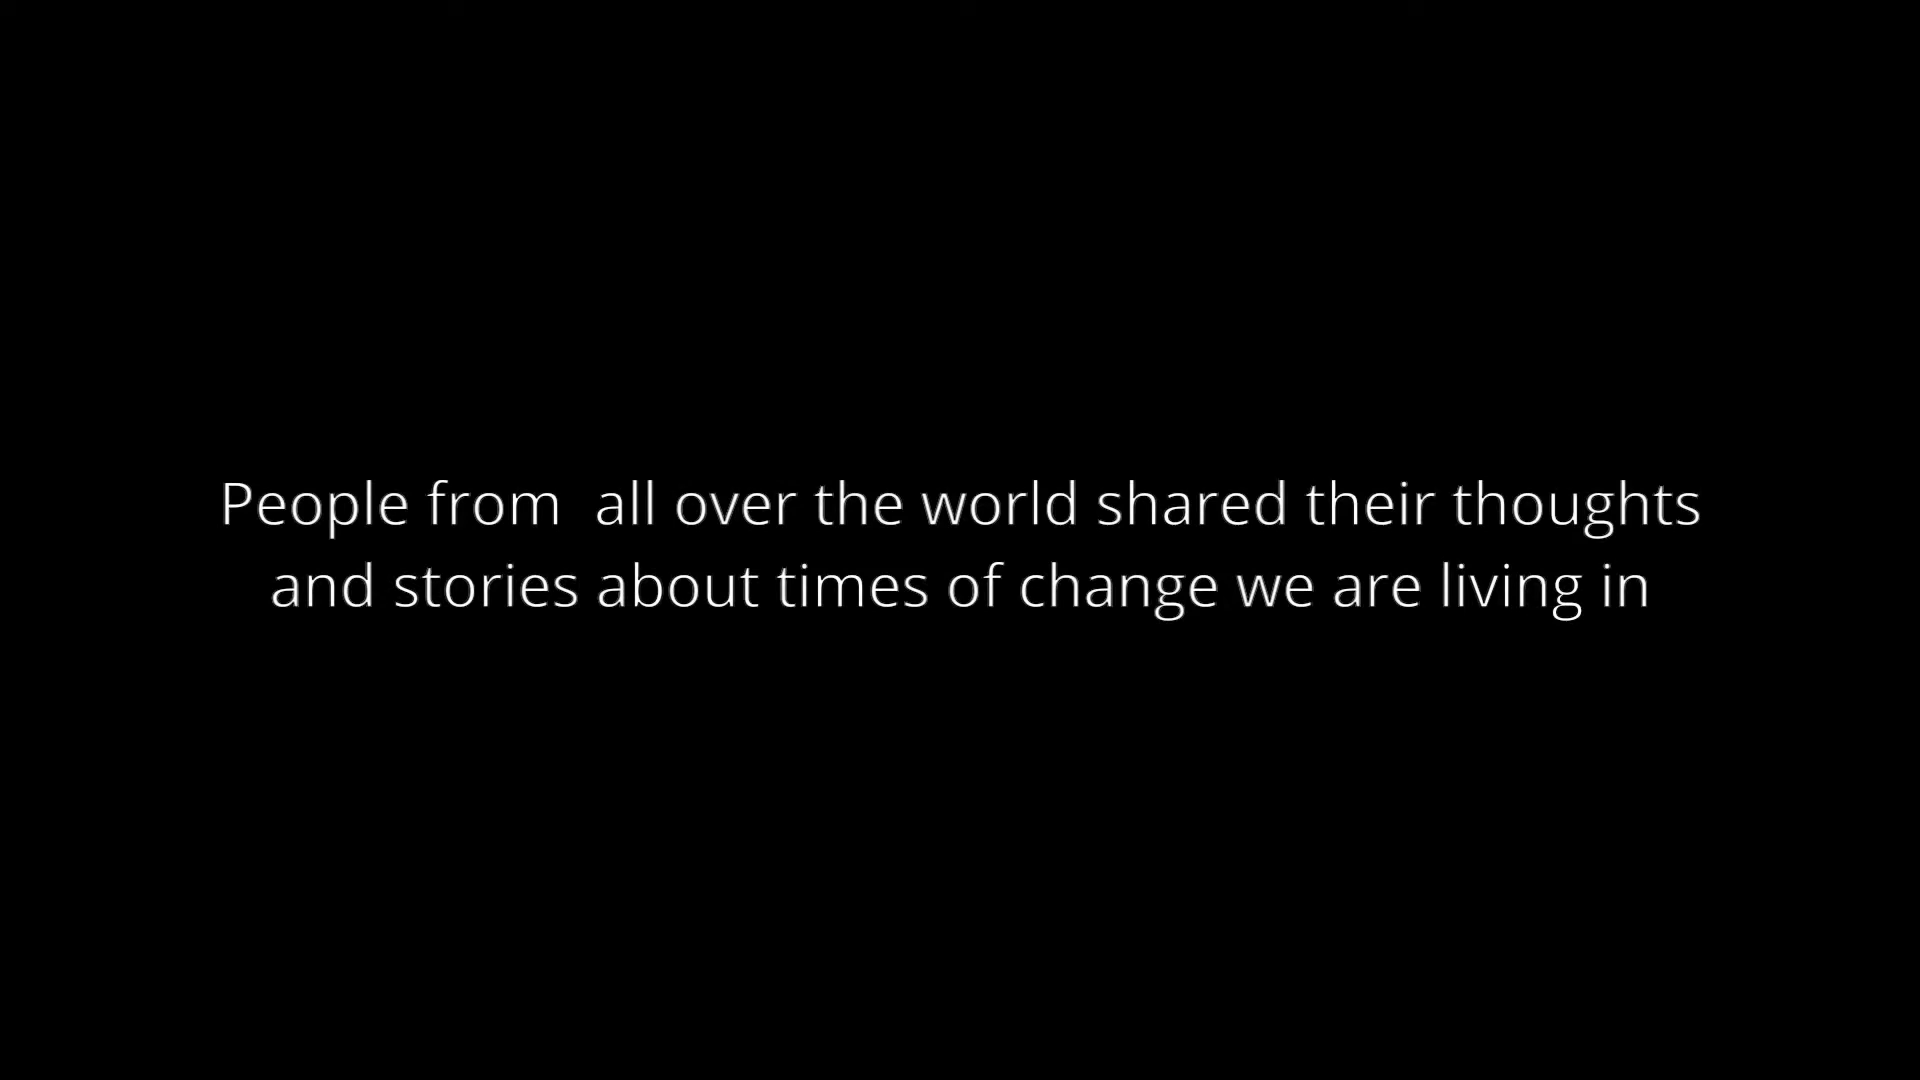 People from  all over the world shared their thoughts
and stories about times of change we are living in